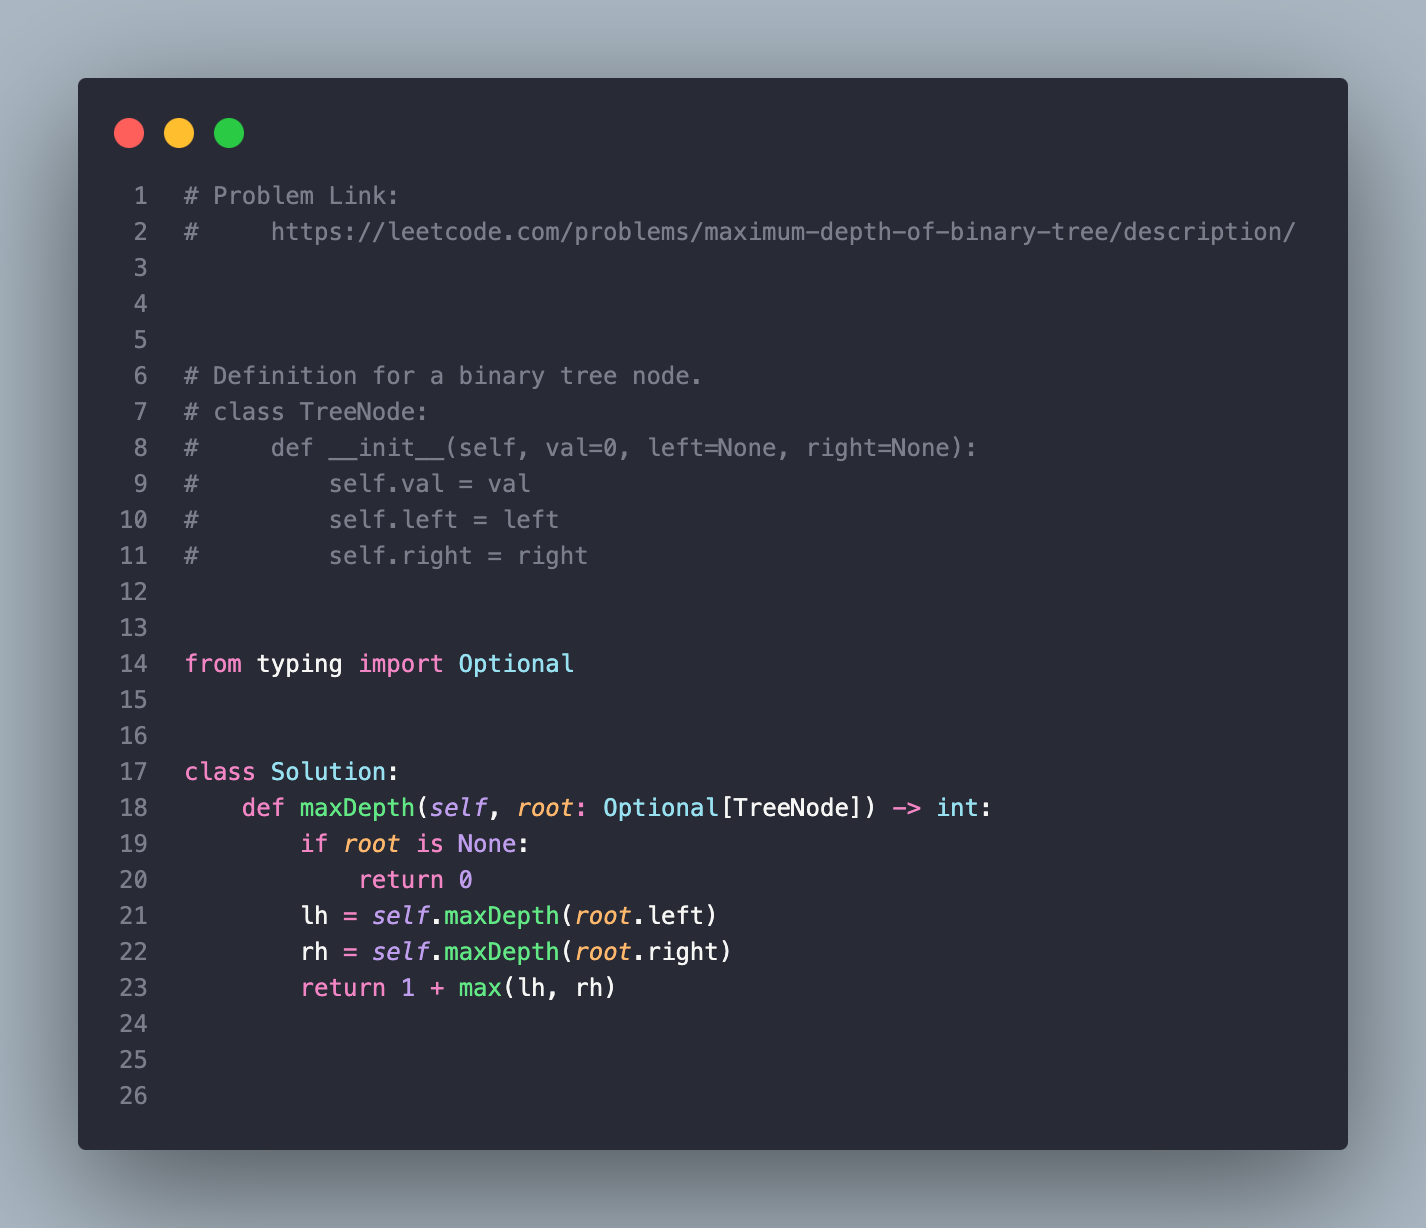 1 # Problem Link:
2 #     https://leetcode.com/problems/maximum-depth-of-binary-tree/description/
3
4
5
6 # Definition for a binary tree node.
7 # class TreeNode:
8 #     def __init__(self, val=0, left=None, right=None):
9 #         self.val = val
10 #         self.left = left
11 #         self.right = right
12
13
14 from typing import Optional
15
16
17 class Solution:
18     def maxDepth(self, root: Optional[TreeNode]) -> int:
19         if root is None:
20             return 0
21         lh = self.maxDepth(root.left)
22         rh = self.maxDepth(root.right)
23         return 1 + max(lh, rh)
24
25
26